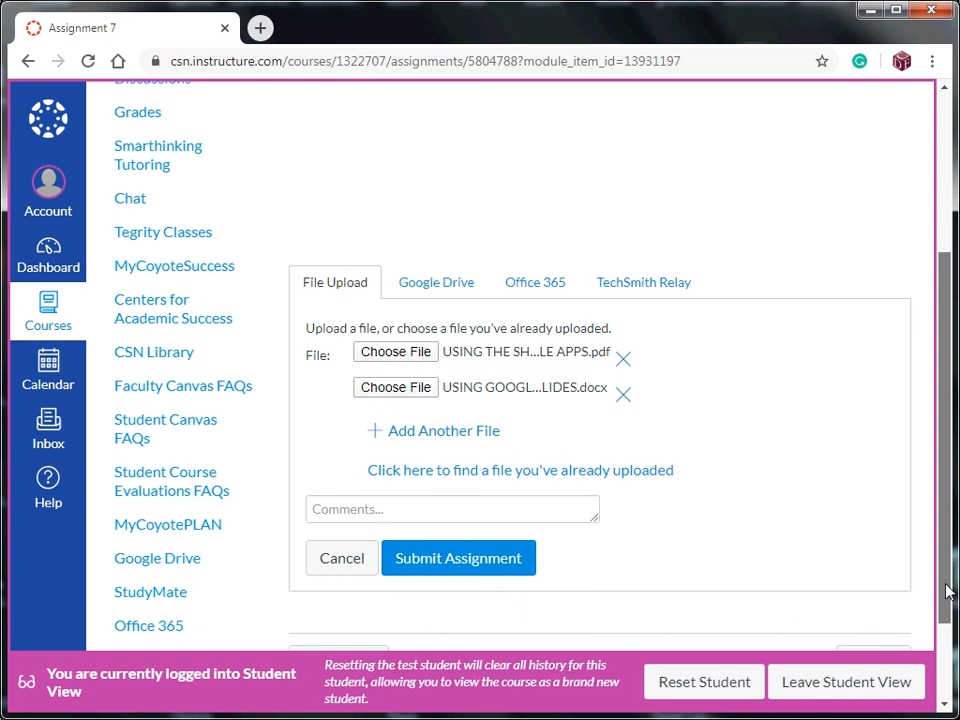 Assignment 7
csn.instructure.com/courses/1322707/assignments/5804788?module_item_id=13931197
Account
Dashboard
Courses
Calendar
Inbox
Help
Discussions
Grades
Smarthinking
Tutoring
Chat
Tegrity Classes
MyCoyoteSuccess
Centers for
Academic Success
CSN Library
Faculty Canvas FAQs
Student Canvas
FAQs
Student Course
Evaluations FAQs
MyCoyotePLAN
Google Drive
StudyMate
Office 365
File Upload
Google Drive
Office 365
TechSmith Relay
Upload a file, or choose a file you've already uploaded.
File: Choose File USING THE SH...LE APPS.pdf
Choose File USING GOOGL...LIDES.docx
Add Another File
Click here to find a file you've already uploaded
Comments...
Cancel
Submit Assignment
You are currently logged into Student
View
Resetting the test student will clear all history for this
student, allowing you to view the course as a brand new
student.
Reset Student
Leave Student View